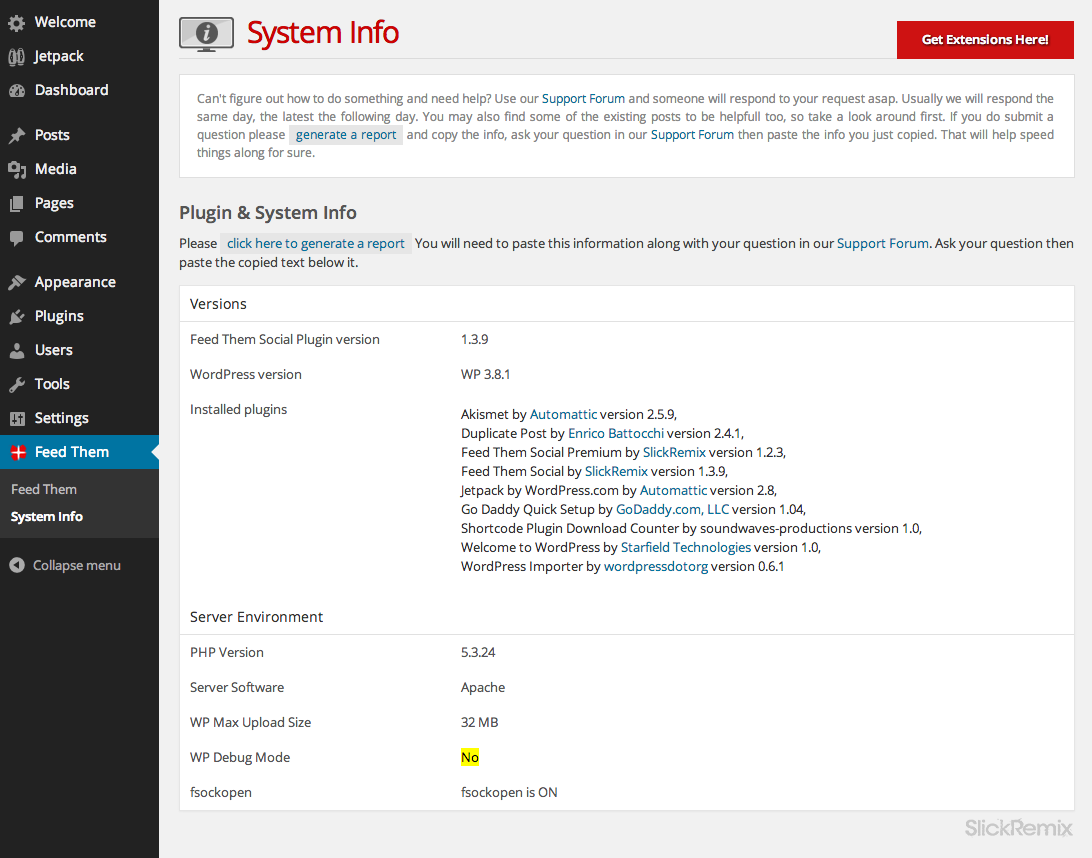 Welcome
Jetpack
Dashboard
Posts
Media
Pages
Comments
Appearance
Plugins
Users
Tools
Settings
Feed Them
Feed Them
System Info
Collapse menu
System Info
Get Extensions Here!
Can't figure out how to do something and need help? Use our Support Forum and someone will respond to your request asap. Usually we will respond the
same day, the latest the following day. You may also find some of the existing posts to be helpfull too, so take a look around first. If you do submit a
question please generate a report and copy the info, ask your question in our Support Forum then paste the info you just copied. That will help speed
things along for sure.
Plugin & System Info
Please click here to generate a report You will need to paste this information along with your question in our Support Forum. Ask your question then
paste the copied text below it.
Versions
Feed Them Social Plugin version 1.3.9
WordPress version WP 3.8.1
Installed plugins
Akismet by Automattic version 2.5.9,
Duplicate Post by Enrico Battocchi version 2.4.1,
Feed Them Social Premium by SlickRemix version 1.2.3,
Feed Them Social by SlickRemix version 1.3.9,
Jetpack by WordPress.com by Automattic version 2.8,
Go Daddy Quick Setup by GoDaddy.com, LLC version 1.04,
Shortcode Plugin Download Counter by soundwaves-productions version 1.0,
Welcome to WordPress by Starfield Technologies version 1.0,
WordPress Importer by wordpressdotorg version 0.6.1
Server Environment
PHP Version 5.3.24
Server Software Apache
WP Max Upload Size 32 MB
WP Debug Mode No
fsockopen fsockopen is ON
SlickRemix